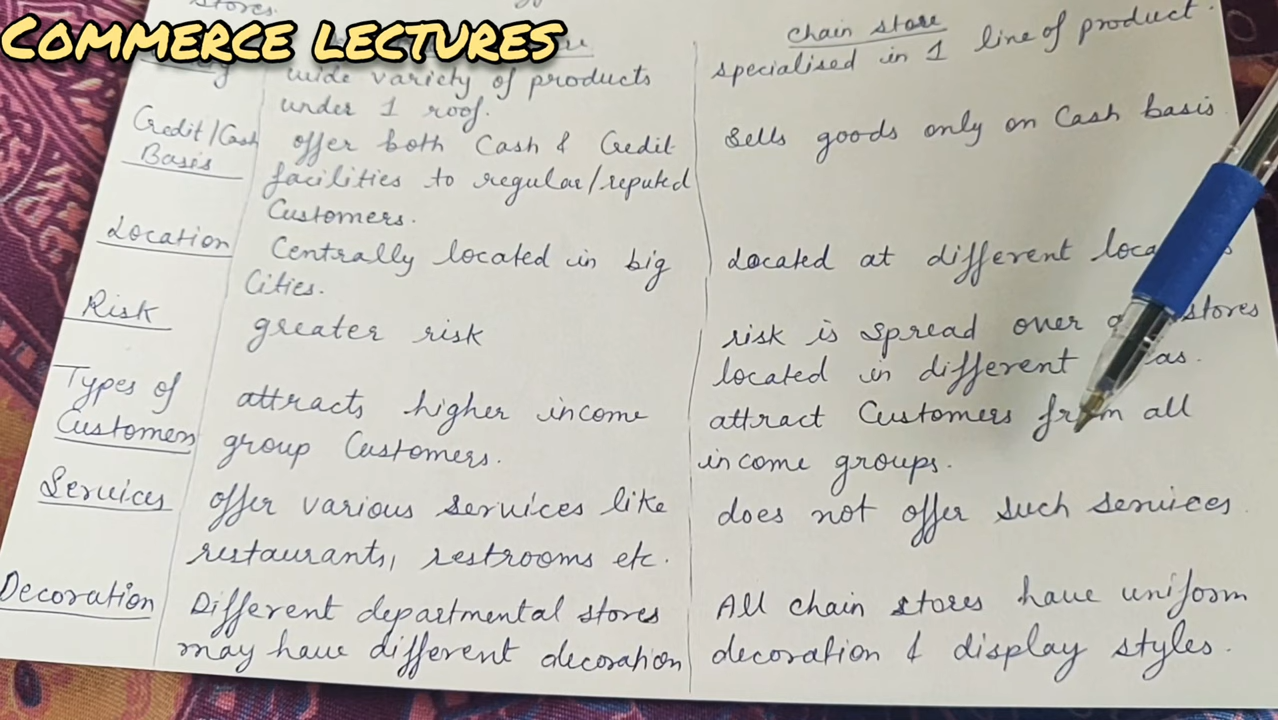 stores.
COMMERCE LECTURES
chain store
wide variety of products
under 1 roof.
specialised in 1 line of product.
Credit/Cash
Basis
offer both Cash & Credit
facilities to regular/reputed
Customers.
Sells goods only on Cash basis
Location
Centrally located in big
Cities.
Located at different
Risk
greater risk
risk is spread over stores
located in different
Types of
Customers
attracts higher income
group Customers.
attract Customers from all
income groups.
Services
offer various services like
restaurants, restrooms etc.
does not offer such services
Decoration
Different departmental stores
may have different decoration
All chain stores have uniform
decoration & display styles.